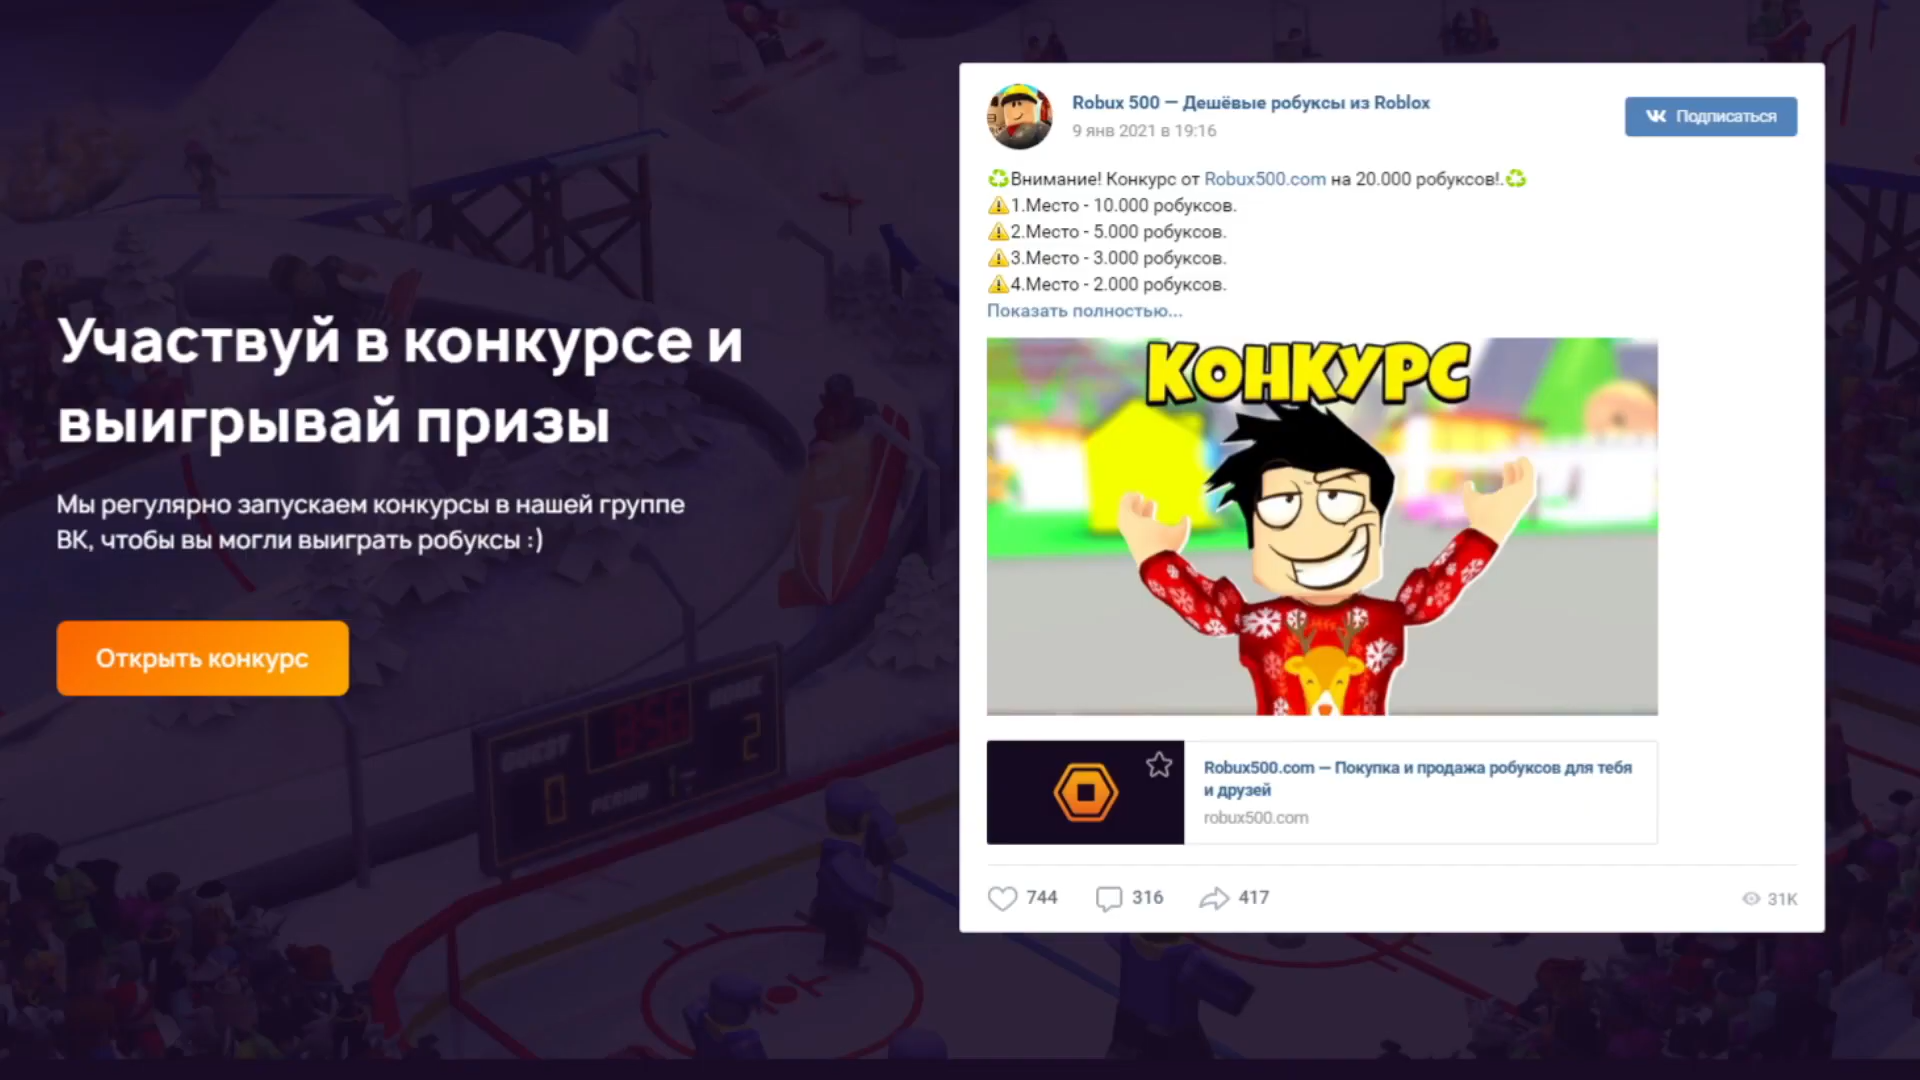 Участвуй в конкурсе и
выигрывай призы
Мы регулярно запускаем конкурсы в нашей группе
ВК, чтобы вы могли выиграть робуксы :)
Открыть конкурс
Robux 500 — Дешёвые робуксы из Roblox
9 янв 2021 в 19:16
Подписаться
Внимание! Конкурс от Robux500.com на 20.000 робуксов!.
1.Место - 10.000 робуксов.
2.Место - 5.000 робуксов.
3.Место - 3.000 робуксов.
4.Место - 2.000 робуксов.
Показать полностью...
КОНКУРС
Robux500.com — Покупка и продажа робуксов для тебя
и друзей
robux500.com
744
316
417
31K
0
8:56
2